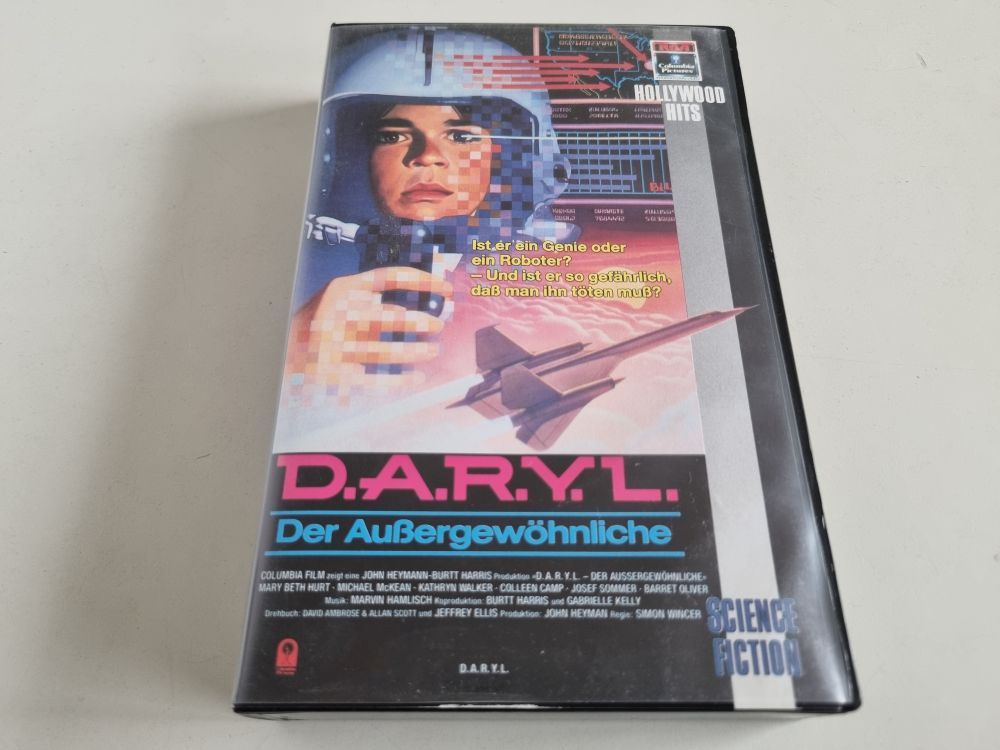 RCA
Columbia
Pictures
HOLLYWOOD
HITS
Ist er ein Genie oder
ein Roboter?
– Und ist er so gefährlich,
daß man ihn töten muß?
D.A.R.Y.L.
Der Außergewöhnliche
COLUMBIA FILM zeigt eine JOHN HEYMANN-BURTT HARRIS Produktion «D.A.R.Y.L. – DER AUSSERGEWÖHNLICHE»
MARY BETH HURT · MICHAEL McKEAN · KATHRYN WALKER · COLLEEN CAMP · JOSEF SOMMER · BARRET OLIVER
Musik: MARVIN HAMLISCH Koproduktion: BURTT HARRIS und GABRIELLE KELLY
Drehbuch: DAVID AMBROSE & ALLAN SCOTT und JEFFREY ELLIS Produktion: JOHN HEYMAN Regie: SIMON WINCER
SCIENCE
FICTION
D.A.R.Y.L.